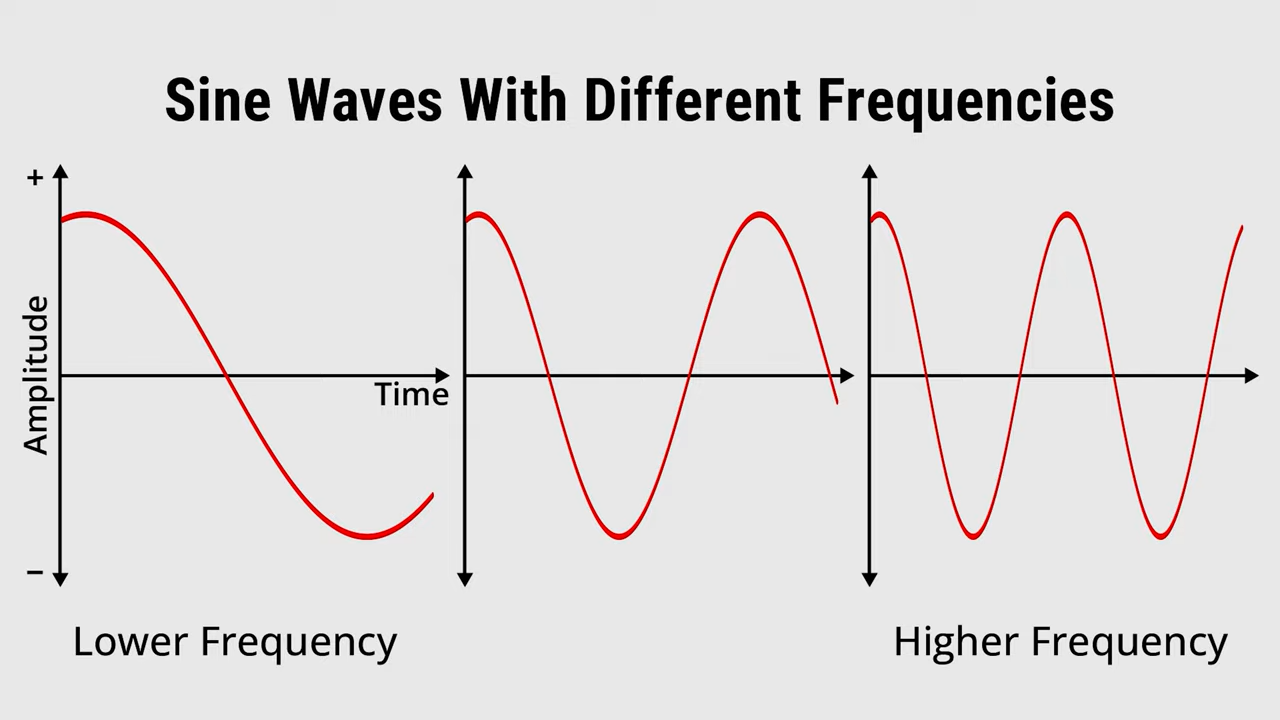 Sine Waves With Different Frequencies
+
Amplitude
Time
–
Lower Frequency
Higher Frequency